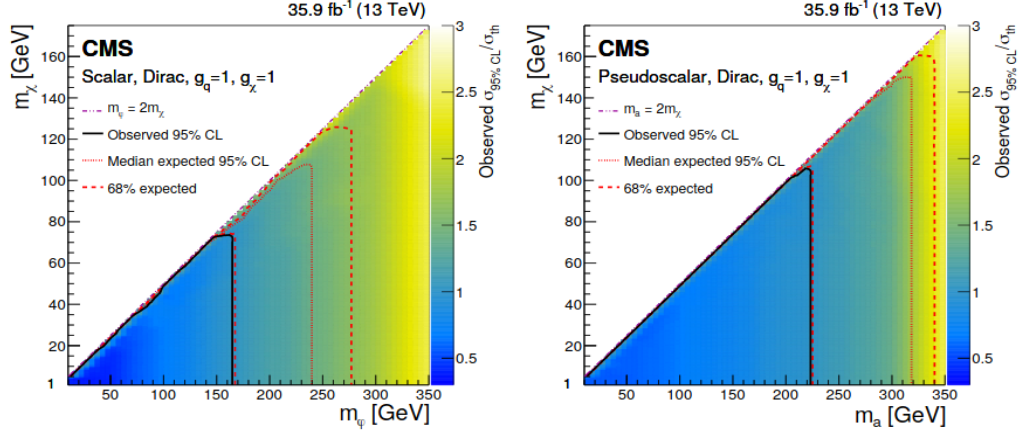 35.9 fb⁻¹ (13 TeV)
CMS
Scalar, Dirac, g_q=1, g_χ=1
m_φ = 2m_χ
Observed 95% CL
Median expected 95% CL
68% expected
m_χ [GeV]
160
140
120
100
80
60
40
20
1
50 100 150 200 250 300 350
m_φ [GeV]
3
2.5
2
1.5
1
0.5
Observed σ_95% CL/σ_th
35.9 fb⁻¹ (13 TeV)
CMS
Pseudoscalar, Dirac, g_q=1, g_χ=1
m_a = 2m_χ
Observed 95% CL
Median expected 95% CL
68% expected
m_χ [GeV]
160
140
120
100
80
60
40
20
1
50 100 150 200 250 300 350
m_a [GeV]
3
2.5
2
1.5
1
0.5
Observed σ_95% CL/σ_th